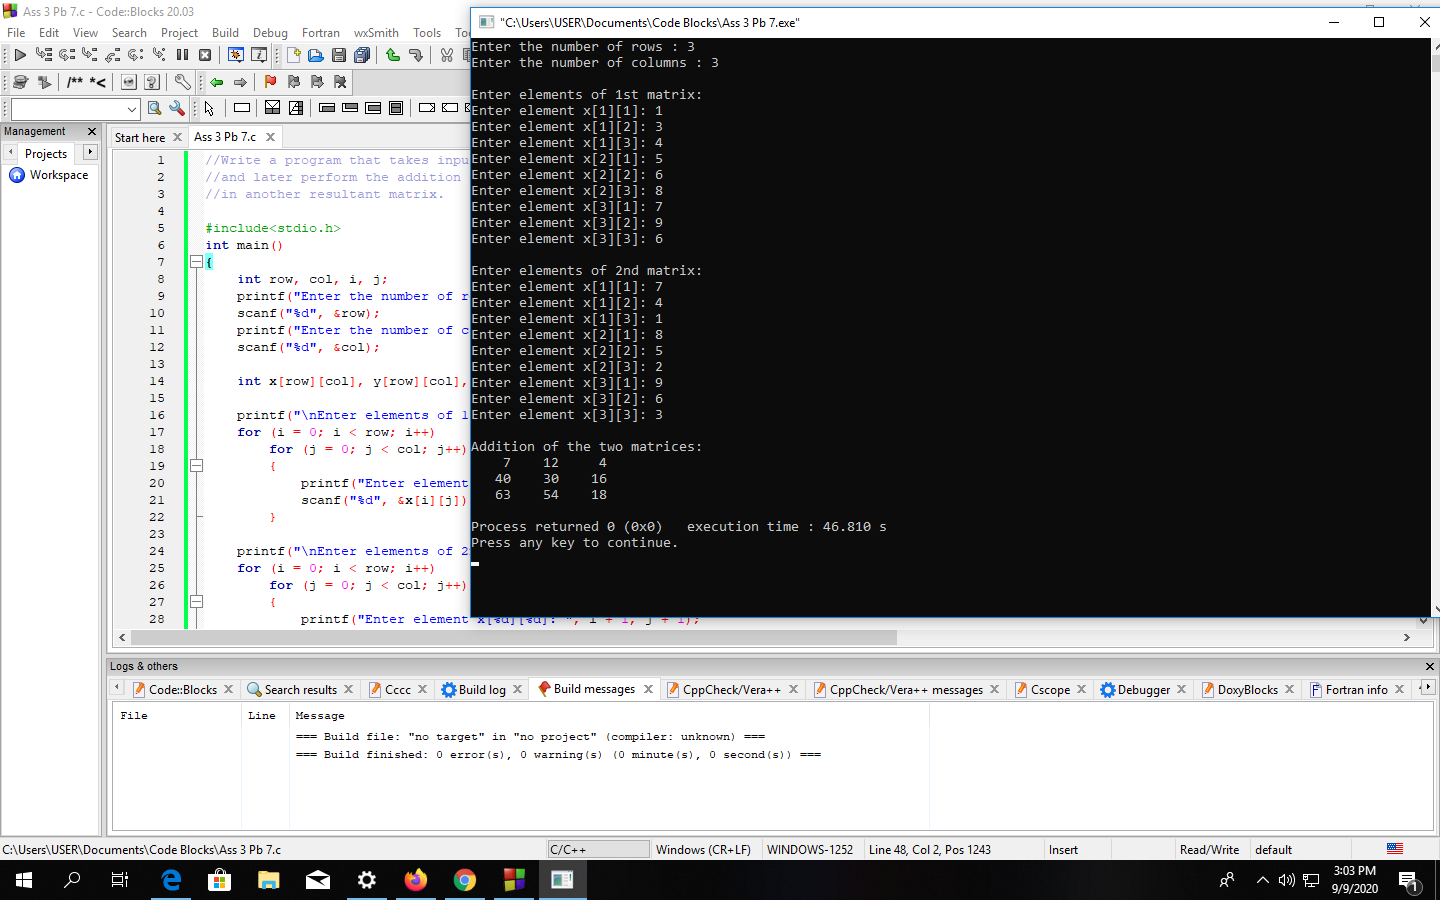 Ass 3 Pb 7.c - Code::Blocks 20.03
File Edit View Search Project Build Debug Fortran wxSmith Tools
/** *<
Management
Projects
Workspace
Start here
Ass 3 Pb 7.c
1 //Write a program that takes inpu
2 //and later perform the addition
3 //in another resultant matrix.
4
5 #include<stdio.h>
6 int main()
7 {
8 int row, col, i, j;
9 printf("Enter the number of r
10 scanf("%d", &row);
11 printf("Enter the number of c
12 scanf("%d", &col);
13
14 int x[row][col], y[row][col],
15
16 printf("\nEnter elements of 1
17 for (i = 0; i < row; i++)
18 for (j = 0; j < col; j++)
19 {
20 printf("Enter element
21 scanf("%d", &x[i][j])
22 }
23
24 printf("\nEnter elements of 2
25 for (i = 0; i < row; i++)
26 for (j = 0; j < col; j++)
27 {
28 printf("Enter element x[%d][%d]: ", i + 1, j + 1);
"C:\Users\USER\Documents\Code Blocks\Ass 3 Pb 7.exe"
Enter the number of rows : 3
Enter the number of columns : 3
Enter elements of 1st matrix:
Enter element x[1][1]: 1
Enter element x[1][2]: 3
Enter element x[1][3]: 4
Enter element x[2][1]: 5
Enter element x[2][2]: 6
Enter element x[2][3]: 8
Enter element x[3][1]: 7
Enter element x[3][2]: 9
Enter element x[3][3]: 6
Enter elements of 2nd matrix:
Enter element x[1][1]: 7
Enter element x[1][2]: 4
Enter element x[1][3]: 1
Enter element x[2][1]: 8
Enter element x[2][2]: 5
Enter element x[2][3]: 2
Enter element x[3][1]: 9
Enter element x[3][2]: 6
Enter element x[3][3]: 3
Addition of the two matrices:
7 12 4
40 30 16
63 54 18
Process returned 0 (0x0) execution time : 46.810 s
Press any key to continue.
Logs & others
Code::Blocks Search results Cccc Build log Build messages CppCheck/Vera++ CppCheck/Vera++ messages Cscope Debugger DoxyBlocks Fortran info
File Line Message
=== Build file: "no target" in "no project" (compiler: unknown) ===
=== Build finished: 0 error(s), 0 warning(s) (0 minute(s), 0 second(s)) ===
C:\Users\USER\Documents\Code Blocks\Ass 3 Pb 7.c C/C++ Windows (CR+LF) WINDOWS-1252 Line 48, Col 2, Pos 1243 Insert Read/Write default
3:03 PM
9/9/2020
1